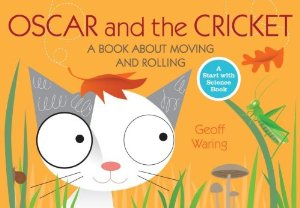 OSCAR and the CRICKET
A BOOK ABOUT MOVING
AND ROLLING
A
Start with
Science
Book
Geoff
Waring